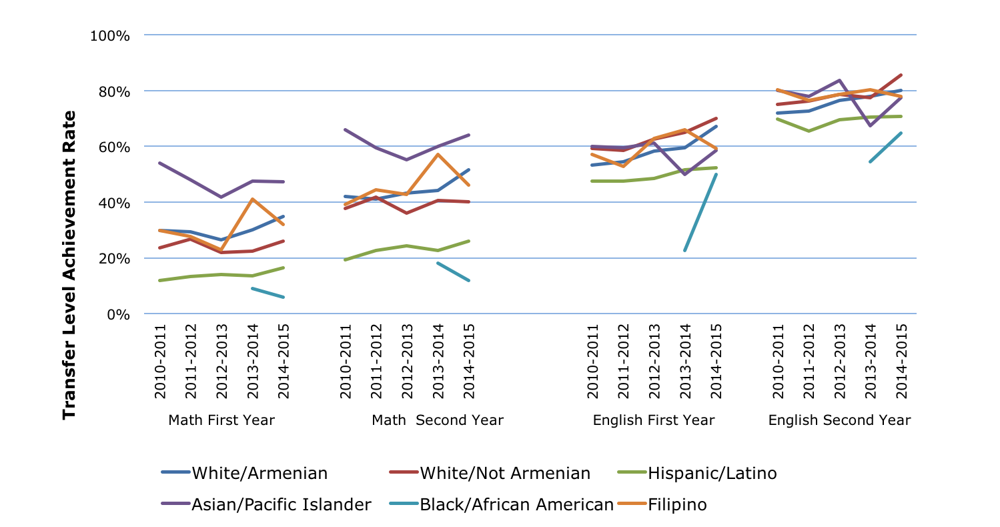 100%
80%
60%
40%
20%
0%
Transfer Level Achievement Rate
2010-2011
2011-2012
2012-2013
2013-2014
2014-2015
2010-2011
2011-2012
2012-2013
2013-2014
2014-2015
2010-2011
2011-2012
2012-2013
2013-2014
2014-2015
2010-2011
2011-2012
2012-2013
2013-2014
2014-2015
Math First Year
Math  Second Year
English First Year
English Second Year
White/Armenian
White/Not Armenian
Hispanic/Latino
Asian/Pacific Islander
Black/African American
Filipino